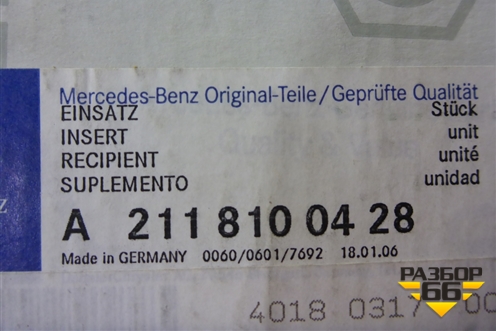 Mercedes-Benz Original-Teile/Geprüfte Qualität
EINSATZ Stück
INSERT unit
RECIPIENT unité
SUPLEMENTO unidad
z
A 211 810 04 28
Made in GERMANY 0060/0601/7692 18.01.06
РАЗБОР
66
4018 0317 00